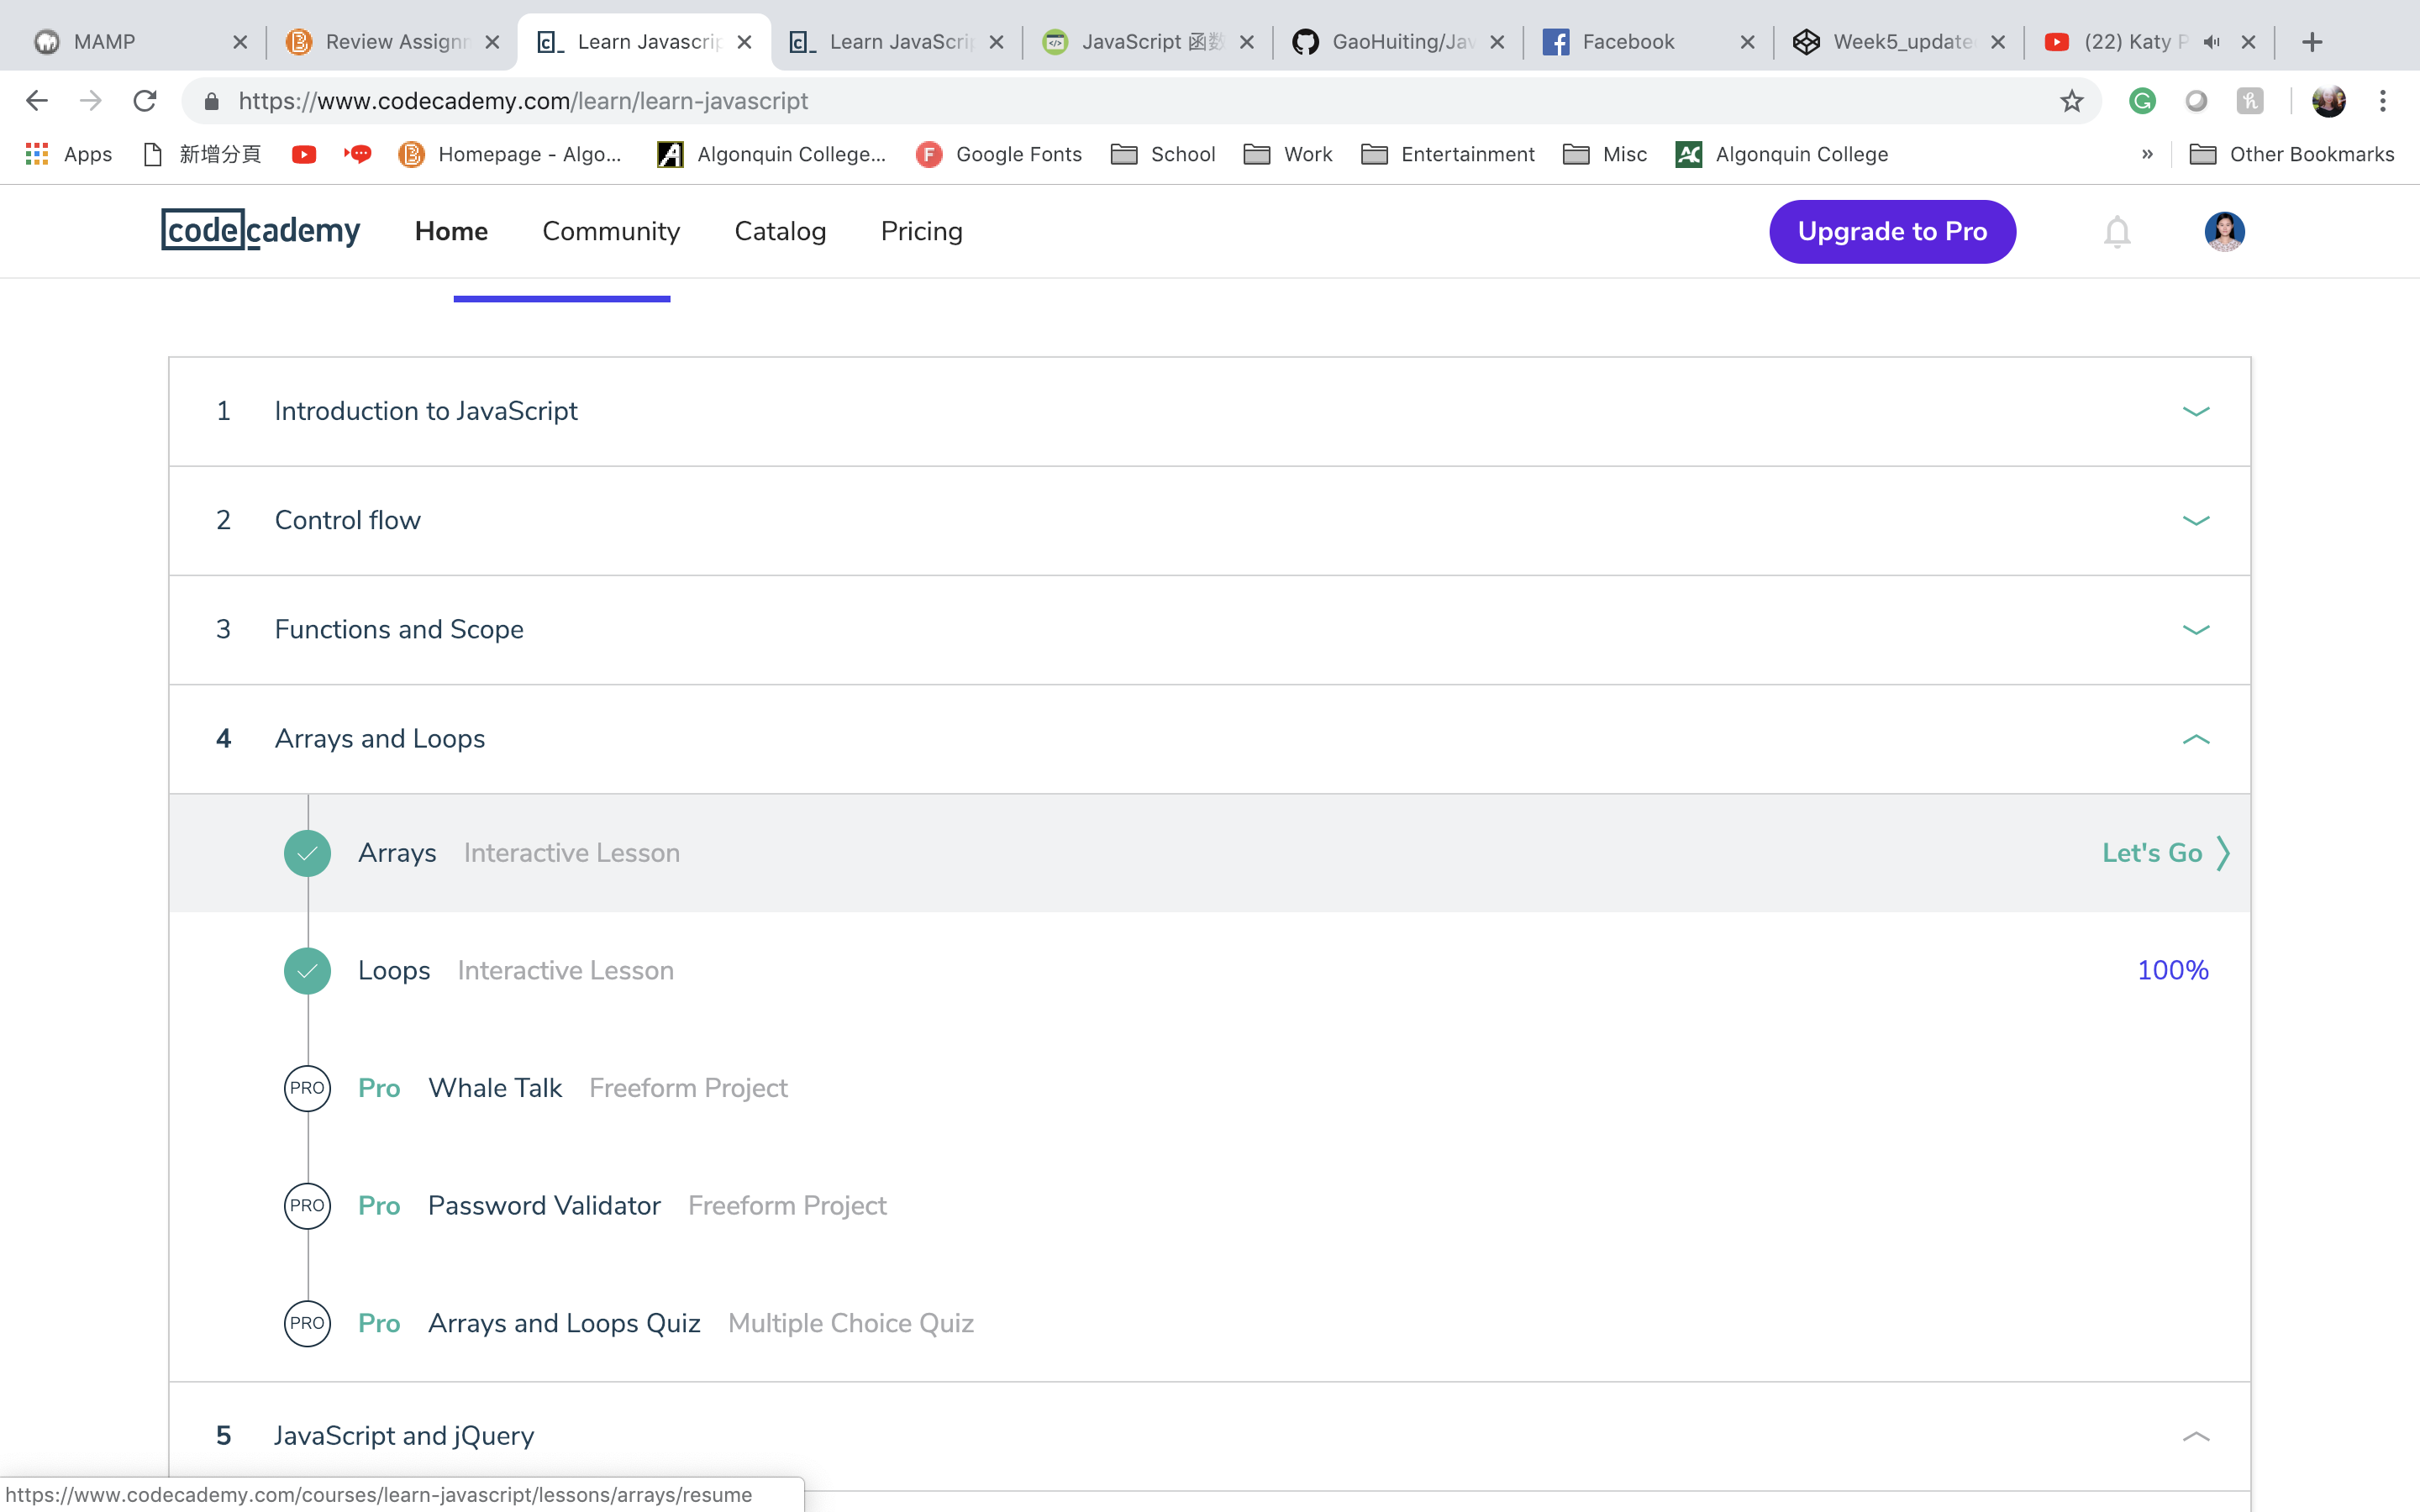 MAMP
Review Assignm
Learn Javascrip
Learn JavaScrip
JavaScript 函数
GaoHuiting/Jav
Facebook
Week5_update
(22) Katy P
https://www.codecademy.com/learn/learn-javascript
Apps
新增分頁
Homepage - Algo...
Algonquin College...
Google Fonts
School
Work
Entertainment
Misc
Algonquin College
»
Other Bookmarks
codecademy
Home
Community
Catalog
Pricing
Upgrade to Pro
1 Introduction to JavaScript
2 Control flow
3 Functions and Scope
4 Arrays and Loops
Arrays Interactive Lesson Let's Go
Loops Interactive Lesson 100%
PRO Pro Whale Talk Freeform Project
PRO Pro Password Validator Freeform Project
PRO Pro Arrays and Loops Quiz Multiple Choice Quiz
5 JavaScript and jQuery
https://www.codecademy.com/courses/learn-javascript/lessons/arrays/resume